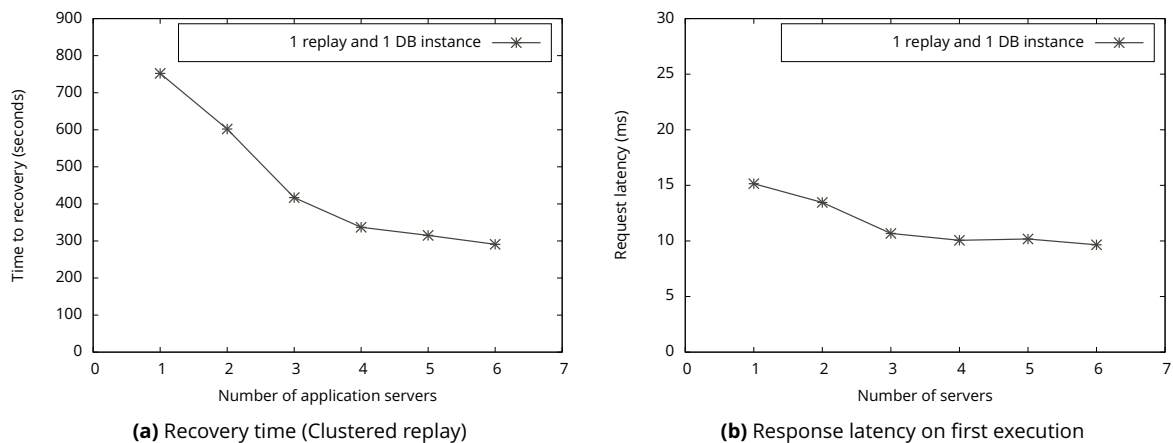 900
800
700
600
500
400
300
200
100
0
Time to recovery (seconds)
1 replay and 1 DB instance
0 1 2 3 4 5 6 7
Number of application servers
(a) Recovery time (Clustered replay)
30
25
20
15
10
5
0
Request latency (ms)
1 replay and 1 DB instance
0 1 2 3 4 5 6 7
Number of servers
(b) Response latency on first execution